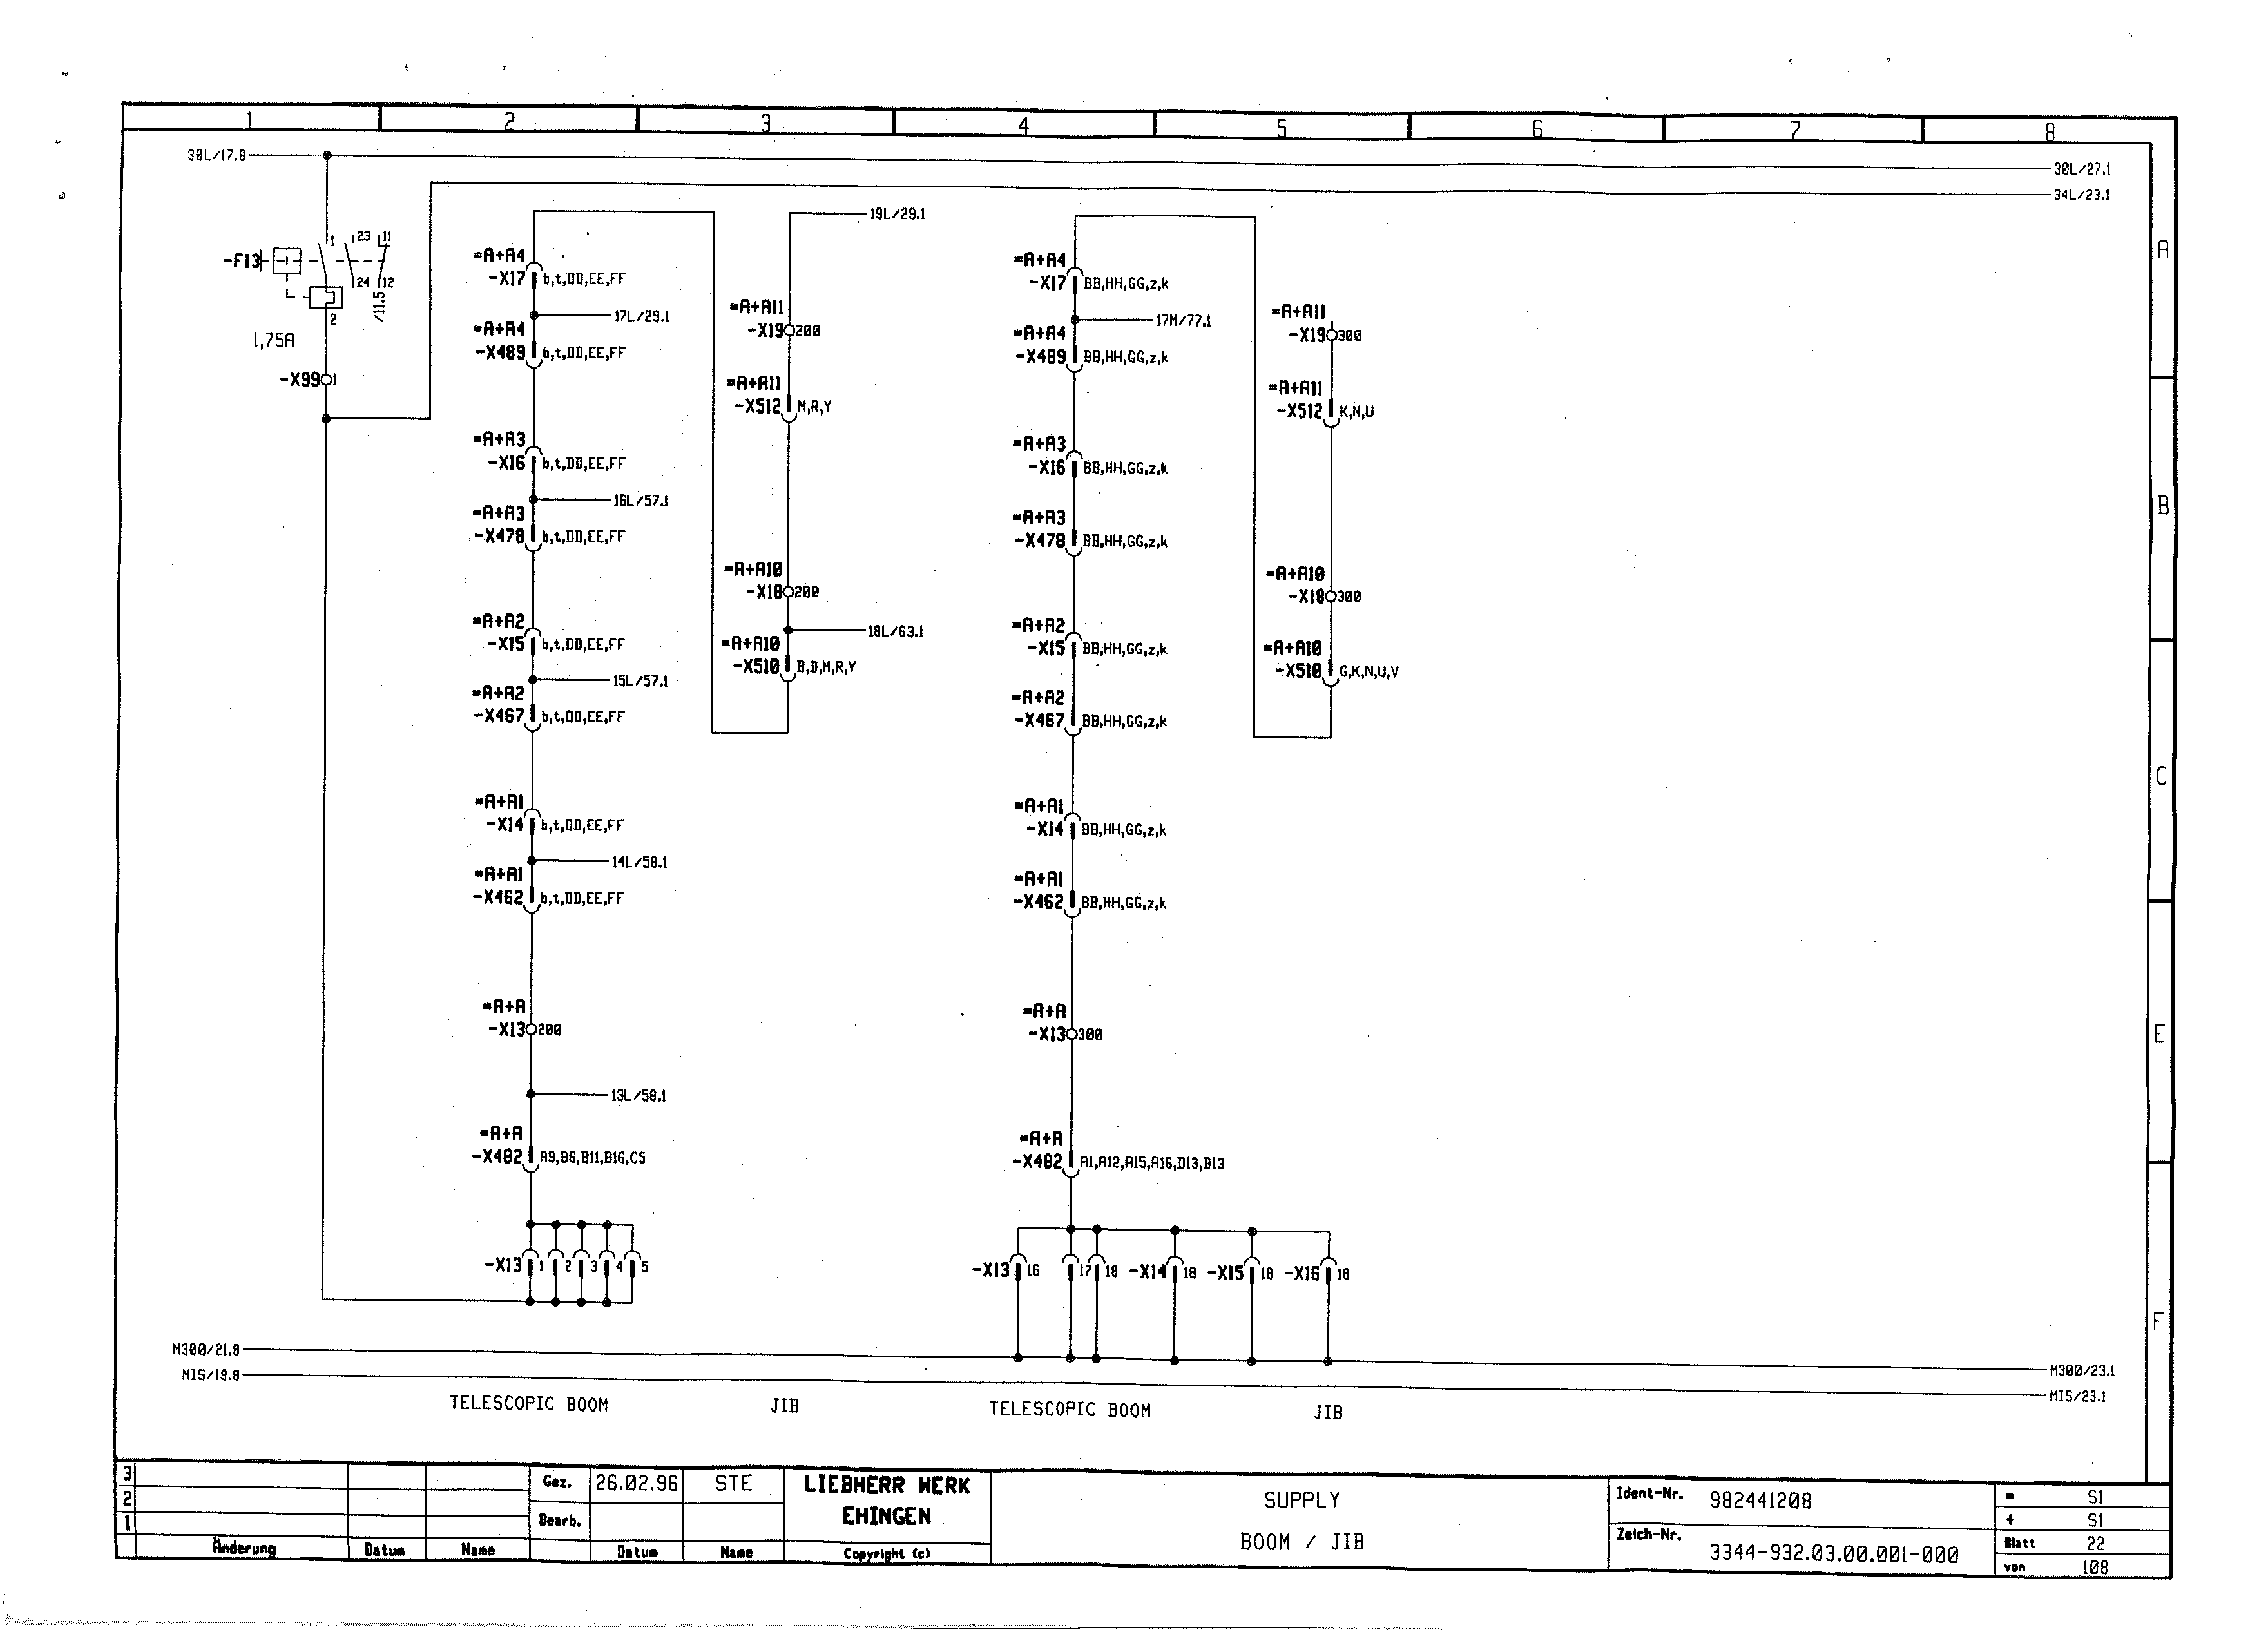 1 2 3 4 5 6 7 8
30L/17.8
30L/27.1
34L/23.1
A
B
C
E
F
-F13
1
23
11
24
12
2
/11.5
1,75A
-X99 1
=A+A4
-X17 b,t,DD,EE,FF
17L/29.1
=A+A4
-X489 b,t,DD,EE,FF
=A+A3
-X16 b,t,DD,EE,FF
16L/57.1
=A+A3
-X478 b,t,DD,EE,FF
=A+A2
-X15 b,t,DD,EE,FF
15L/57.1
=A+A2
-X467 b,t,DD,EE,FF
=A+A1
-X14 b,t,DD,EE,FF
14L/58.1
=A+A1
-X462 b,t,DD,EE,FF
=A+A
-X13 200
13L/58.1
=A+A
-X482 A9,B6,B11,B16,C5
-X13 1 2 3 4 5
19L/29.1
=A+A11
-X19 200
=A+A11
-X512 M,R,Y
=A+A10
-X18 200
18L/63.1
=A+A10
-X510 B,D,M,R,Y
=A+A4
-X17 BB,HH,GG,z,k
17M/77.1
=A+A4
-X489 BB,HH,GG,z,k
=A+A3
-X16 BB,HH,GG,z,k
=A+A3
-X478 BB,HH,GG,z,k
=A+A2
-X15 BB,HH,GG,z,k
=A+A2
-X467 BB,HH,GG,z,k
=A+A1
-X14 BB,HH,GG,z,k
=A+A1
-X462 BB,HH,GG,z,k
=A+A
-X13 300
=A+A
-X482 A1,A12,A15,A16,D13,B13
-X13 16 17 18 -X14 18 -X15 18 -X16 18
=A+A11
-X19 300
=A+A11
-X512 K,N,U
=A+A10
-X18 300
=A+A10
-X510 G,K,N,U,V
M300/21.8
M300/23.1
MIS/19.8
MIS/23.1
TELESCOPIC BOOM JIB TELESCOPIC BOOM JIB
3
2
1
Änderung Datum Name
Gez. 26.02.96 STE
Bearb.
Datum Name
LIEBHERR WERK
EHINGEN
Copyright (c)
SUPPLY
BOOM / JIB
Ident-Nr. 982441208
Zeich-Nr. 3344-932.03.00.001-000
= S1
+ S1
Blatt 22
von 108